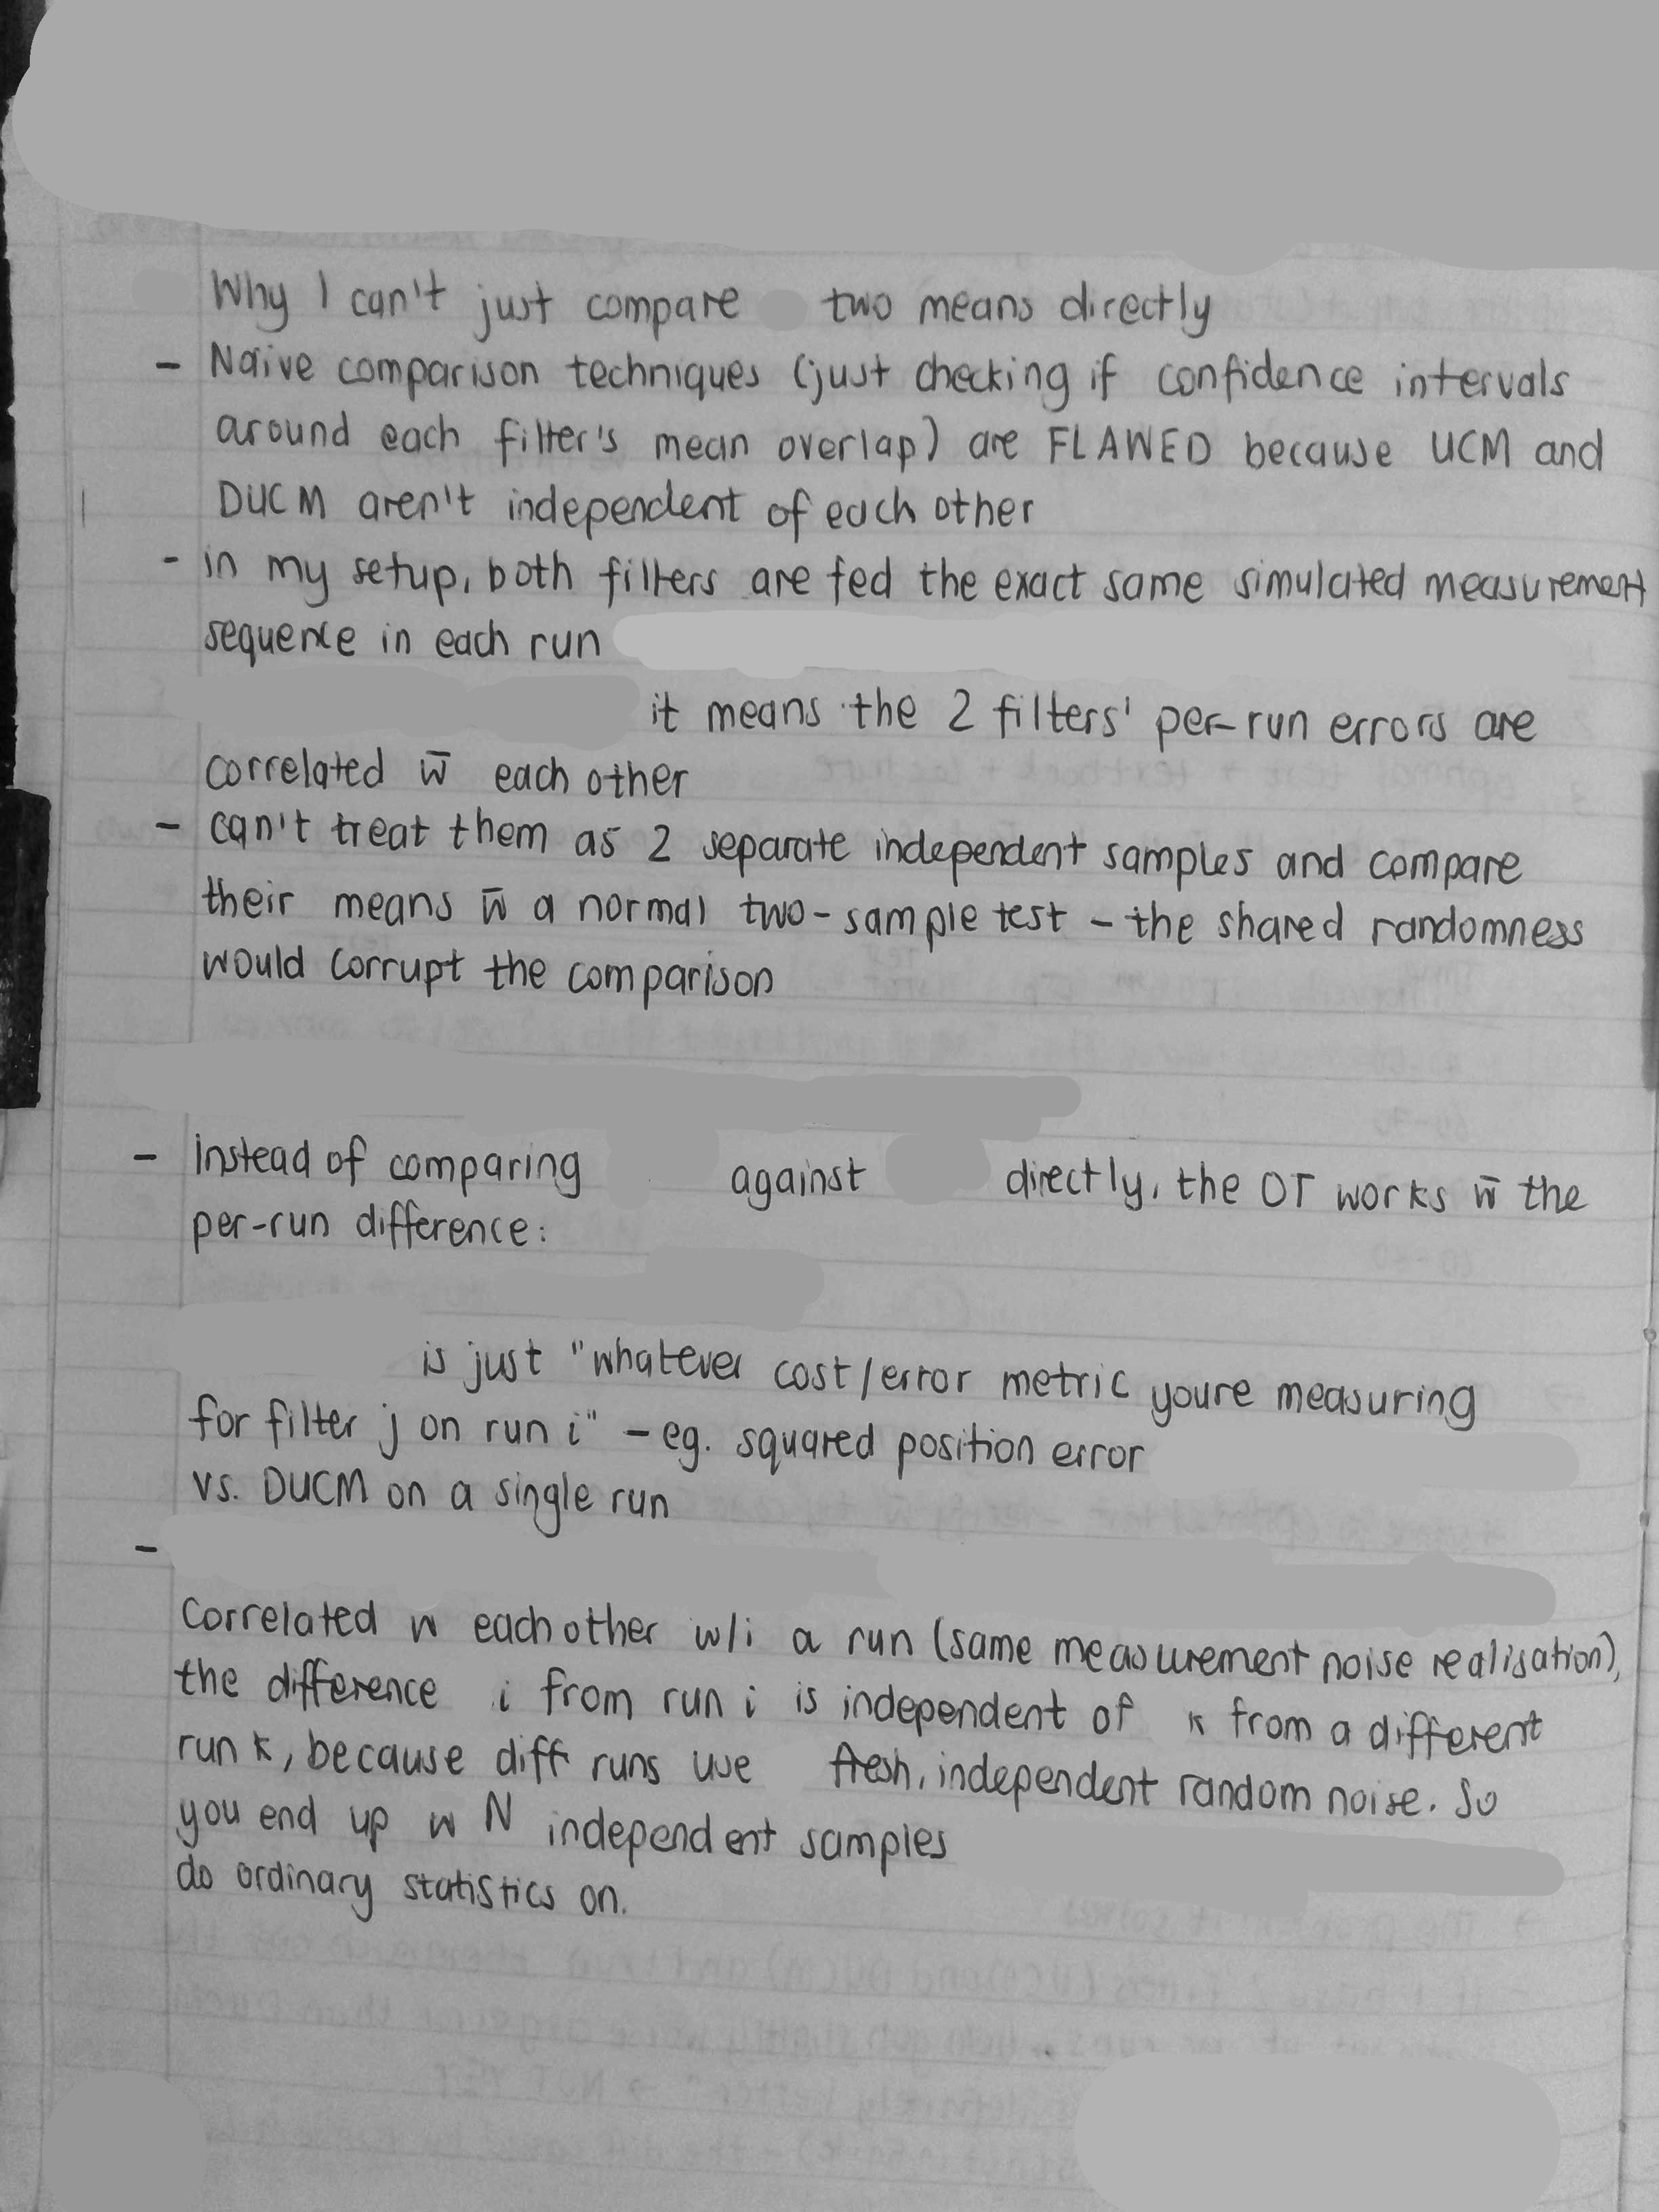 Why I can't just compare two means directly
- Naïve comparison techniques (just checking if confidence intervals
around each filter's mean overlap) are FLAWED because UCM and
DUCM aren't independent of each other
- in my setup, both filters are fed the exact same simulated measurement
sequence in each run
it means the 2 filters' per-run errors are
correlated w̄ each other
- can't treat them as 2 separate independent samples and compare
their means w̄ a normal two-sample test - the shared randomness
would corrupt the comparison
- instead of comparing against directly, the OT works w̄ the
per-run difference:
is just "whatever cost/error metric youre measuring
for filter j on run i" - eg. squared position error
vs. DUCM on a single run
-
Correlated w each other w/i a run (same measurement noise realisation),
the difference i from run i is independent of k from a different
run k, because diff runs use fresh, independent random noise. So
you end up w N independent samples
do ordinary statistics on.